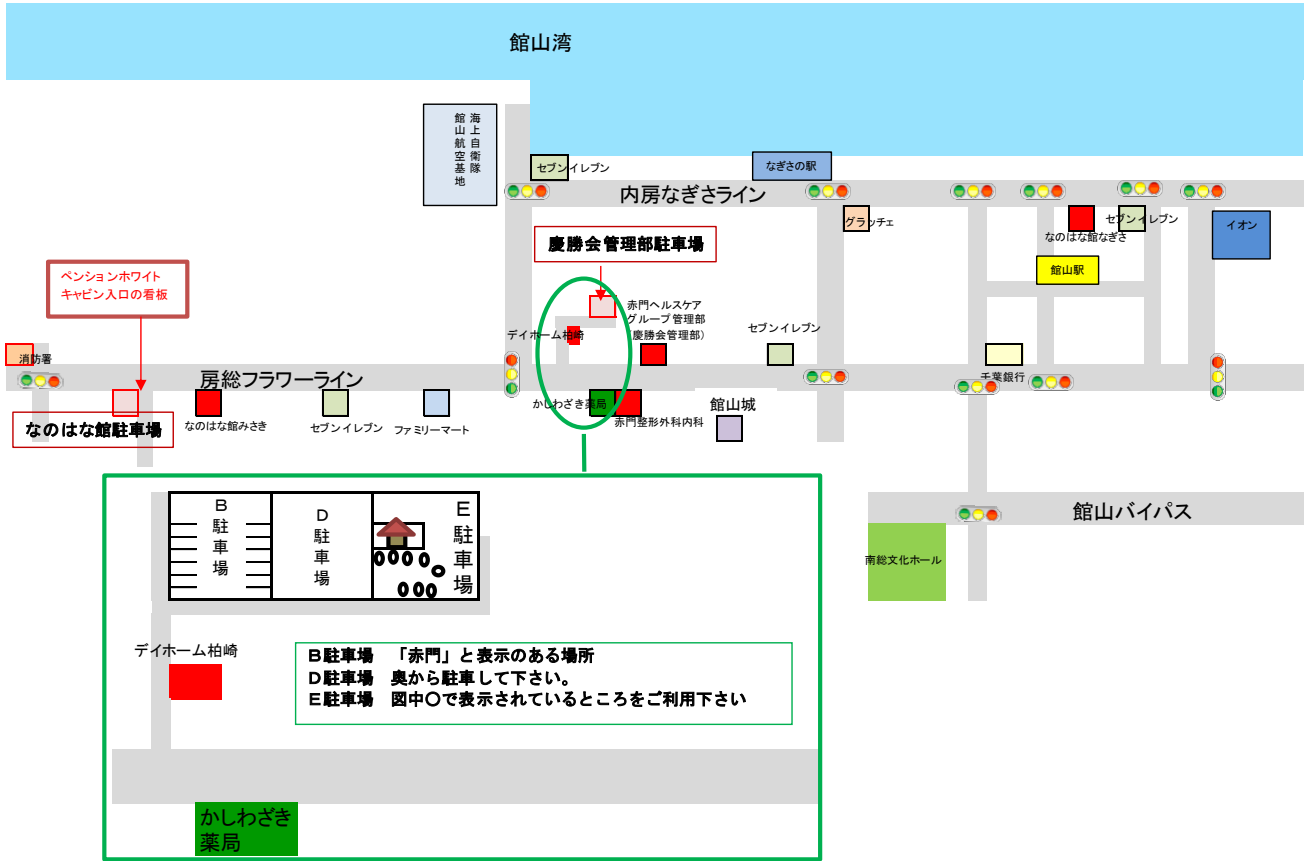 館山湾
海上自衛隊
館山航空基地
セブンイレブン
なぎさの駅
内房なぎさライン
グラッチェ
なのはな館なぎさ
セブンイレブン
イオン
館山駅
慶勝会管理部駐車場
ペンションホワイト
キャビン入口の看板
赤門ヘルスケア
グループ管理部
(慶勝会管理部)
デイホーム柏崎
セブンイレブン
消防署
房総フラワーライン
千葉銀行
なのはな館駐車場
なのはな館みさき
セブンイレブン
ファミリーマート
かしわざき薬局
赤門整形外科内科
館山城
館山バイパス
南総文化ホール
B駐車場
D駐車場
E駐車場
デイホーム柏崎
B駐車場 「赤門」と表示のある場所
D駐車場 奥から駐車して下さい。
E駐車場 図中〇で表示されているところをご利用下さい
かしわざき
薬局